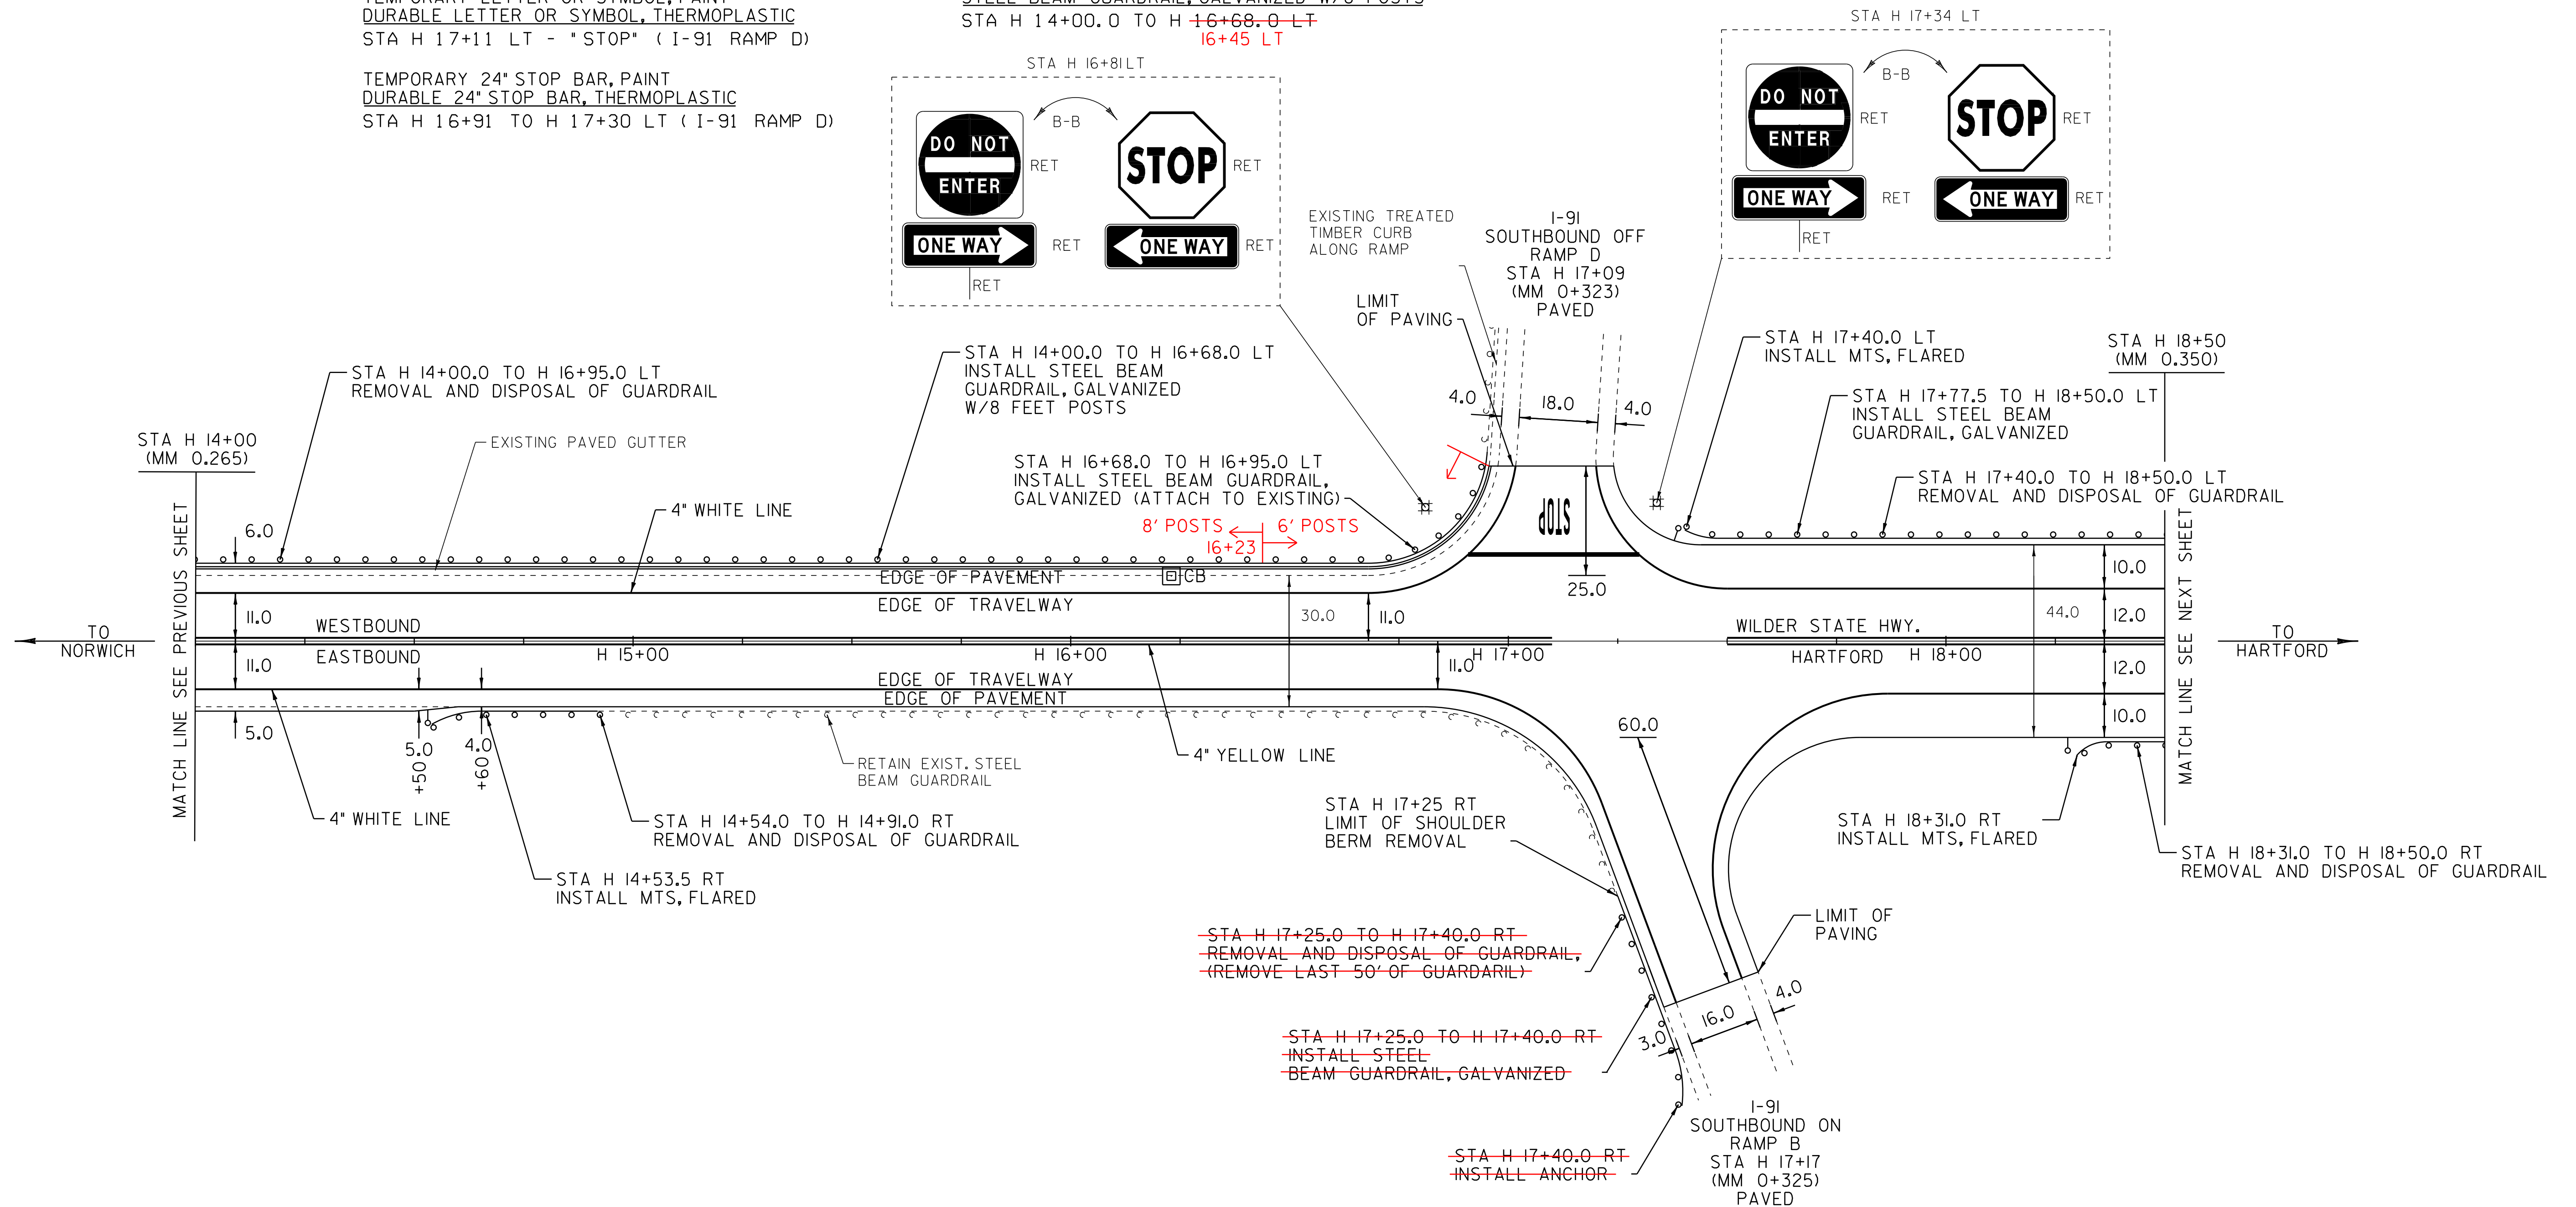 TEMPORARY LETTER OR SYMBOL, PAINT
DURABLE LETTER OR SYMBOL, THERMOPLASTIC
STA H 17+11 LT - "STOP" ( I-91 RAMP D)
TEMPORARY 24" STOP BAR, PAINT
DURABLE 24" STOP BAR, THERMOPLASTIC
STA H 16+91 TO H 17+30 LT ( I-91 RAMP D)
STEEL BEAM GUARDRAIL, GALVANIZED W/8 POSTS
STA H 14+00.0 TO H 16+68.0 LT
16+45 LT
STA H 16+81 LT
DO NOT
ENTER
RET
B-B
STOP
RET
ONE WAY
RET
ONE WAY
RET
RET
STA H 17+34 LT
DO NOT
ENTER
RET
B-B
STOP
RET
ONE WAY
RET
ONE WAY
RET
RET
EXISTING TREATED
TIMBER CURB
ALONG RAMP
I-91
SOUTHBOUND OFF
RAMP D
STA H 17+09
(MM 0+323)
PAVED
LIMIT
OF PAVING
STA H 14+00.0 TO H 16+95.0 LT
REMOVAL AND DISPOSAL OF GUARDRAIL
STA H 14+00.0 TO H 16+68.0 LT
INSTALL STEEL BEAM
GUARDRAIL, GALVANIZED
W/8 FEET POSTS
STA H 17+40.0 LT
INSTALL MTS, FLARED
STA H 18+50
(MM 0.350)
STA H 17+77.5 TO H 18+50.0 LT
INSTALL STEEL BEAM
GUARDRAIL, GALVANIZED
4.0
18.0
4.0
STA H 14+00
(MM 0.265)
EXISTING PAVED GUTTER
STA H 16+68.0 TO H 16+95.0 LT
INSTALL STEEL BEAM GUARDRAIL,
GALVANIZED (ATTACH TO EXISTING)
STA H 17+40.0 TO H 18+50.0 LT
REMOVAL AND DISPOSAL OF GUARDRAIL
4" WHITE LINE
8' POSTS
6' POSTS
16+23
STOP
6.0
MATCH LINE SEE PREVIOUS SHEET
MATCH LINE SEE NEXT SHEET
EDGE OF PAVEMENT
CB
EDGE OF TRAVELWAY
25.0
10.0
11.0
WESTBOUND
30.0
11.0
WILDER STATE HWY.
44.0
12.0
TO
NORWICH
TO
HARTFORD
EASTBOUND
H 15+00
H 16+00
H 17+00
HARTFORD
H 18+00
11.0
11.0
12.0
EDGE OF TRAVELWAY
EDGE OF PAVEMENT
10.0
5.0
5.0
+50
4.0
+60
60.0
4" YELLOW LINE
RETAIN EXIST. STEEL
BEAM GUARDRAIL
4" WHITE LINE
STA H 14+54.0 TO H 14+91.0 RT
REMOVAL AND DISPOSAL OF GUARDRAIL
STA H 14+53.5 RT
INSTALL MTS, FLARED
STA H 17+25 RT
LIMIT OF SHOULDER
BERM REMOVAL
STA H 18+31.0 RT
INSTALL MTS, FLARED
STA H 18+31.0 TO H 18+50.0 RT
REMOVAL AND DISPOSAL OF GUARDRAIL
LIMIT OF
PAVING
STA H 17+25.0 TO H 17+40.0 RT
REMOVAL AND DISPOSAL OF GUARDRAIL,
(REMOVE LAST 50' OF GUARDARIL)
STA H 17+25.0 TO H 17+40.0 RT
INSTALL STEEL
BEAM GUARDRAIL, GALVANIZED
3.0
16.0
4.0
STA H 17+40.0 RT
INSTALL ANCHOR
I-91
SOUTHBOUND ON
RAMP B
STA H 17+17
(MM 0+325)
PAVED